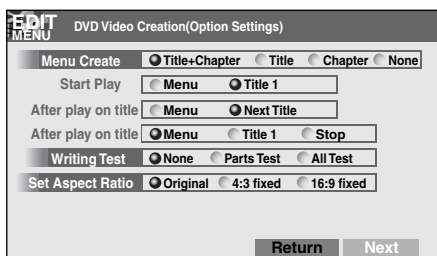 EDIT MENU DVD Video Creation(Option Settings)
Menu Create Title+Chapter Title Chapter None
Start Play Menu Title 1
After play on title Menu Next Title
After play on title Menu Title 1 Stop
Writing Test None Parts Test All Test
Set Aspect Ratio Original 4:3 fixed 16:9 fixed
Return Next